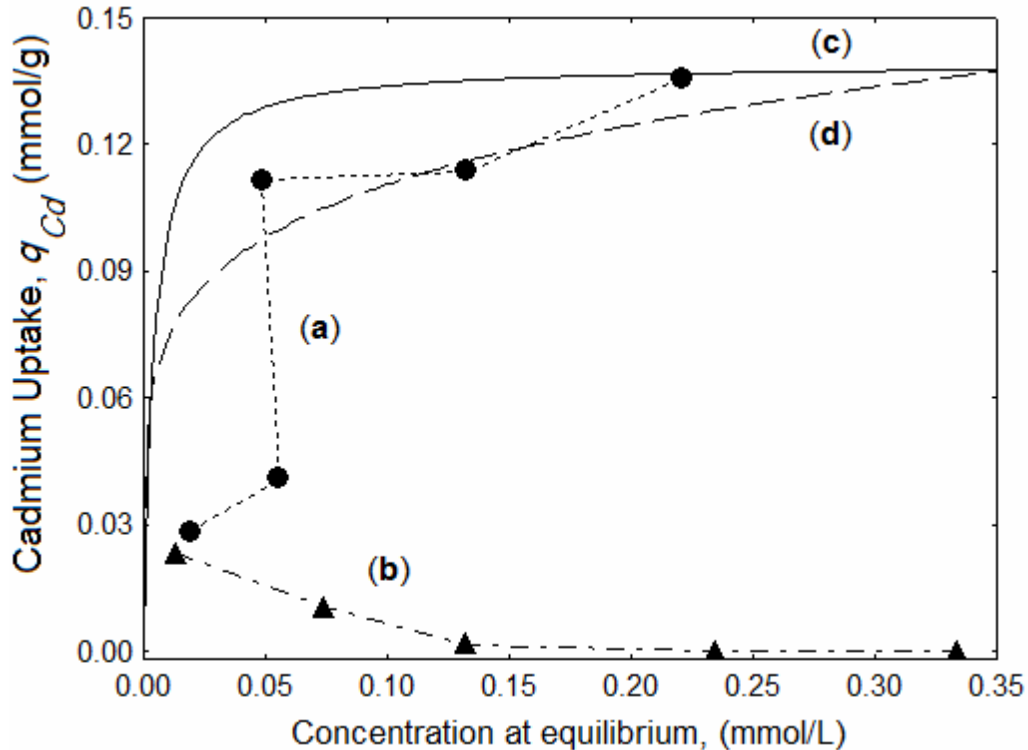 Cadmium Uptake, q Cd (mmol/g)
0.15
0.12
0.09
0.06
0.03
0.00
(c)
(d)
(a)
(b)
0.00 0.05 0.10 0.15 0.20 0.25 0.30 0.35
Concentration at equilibrium, (mmol/L)